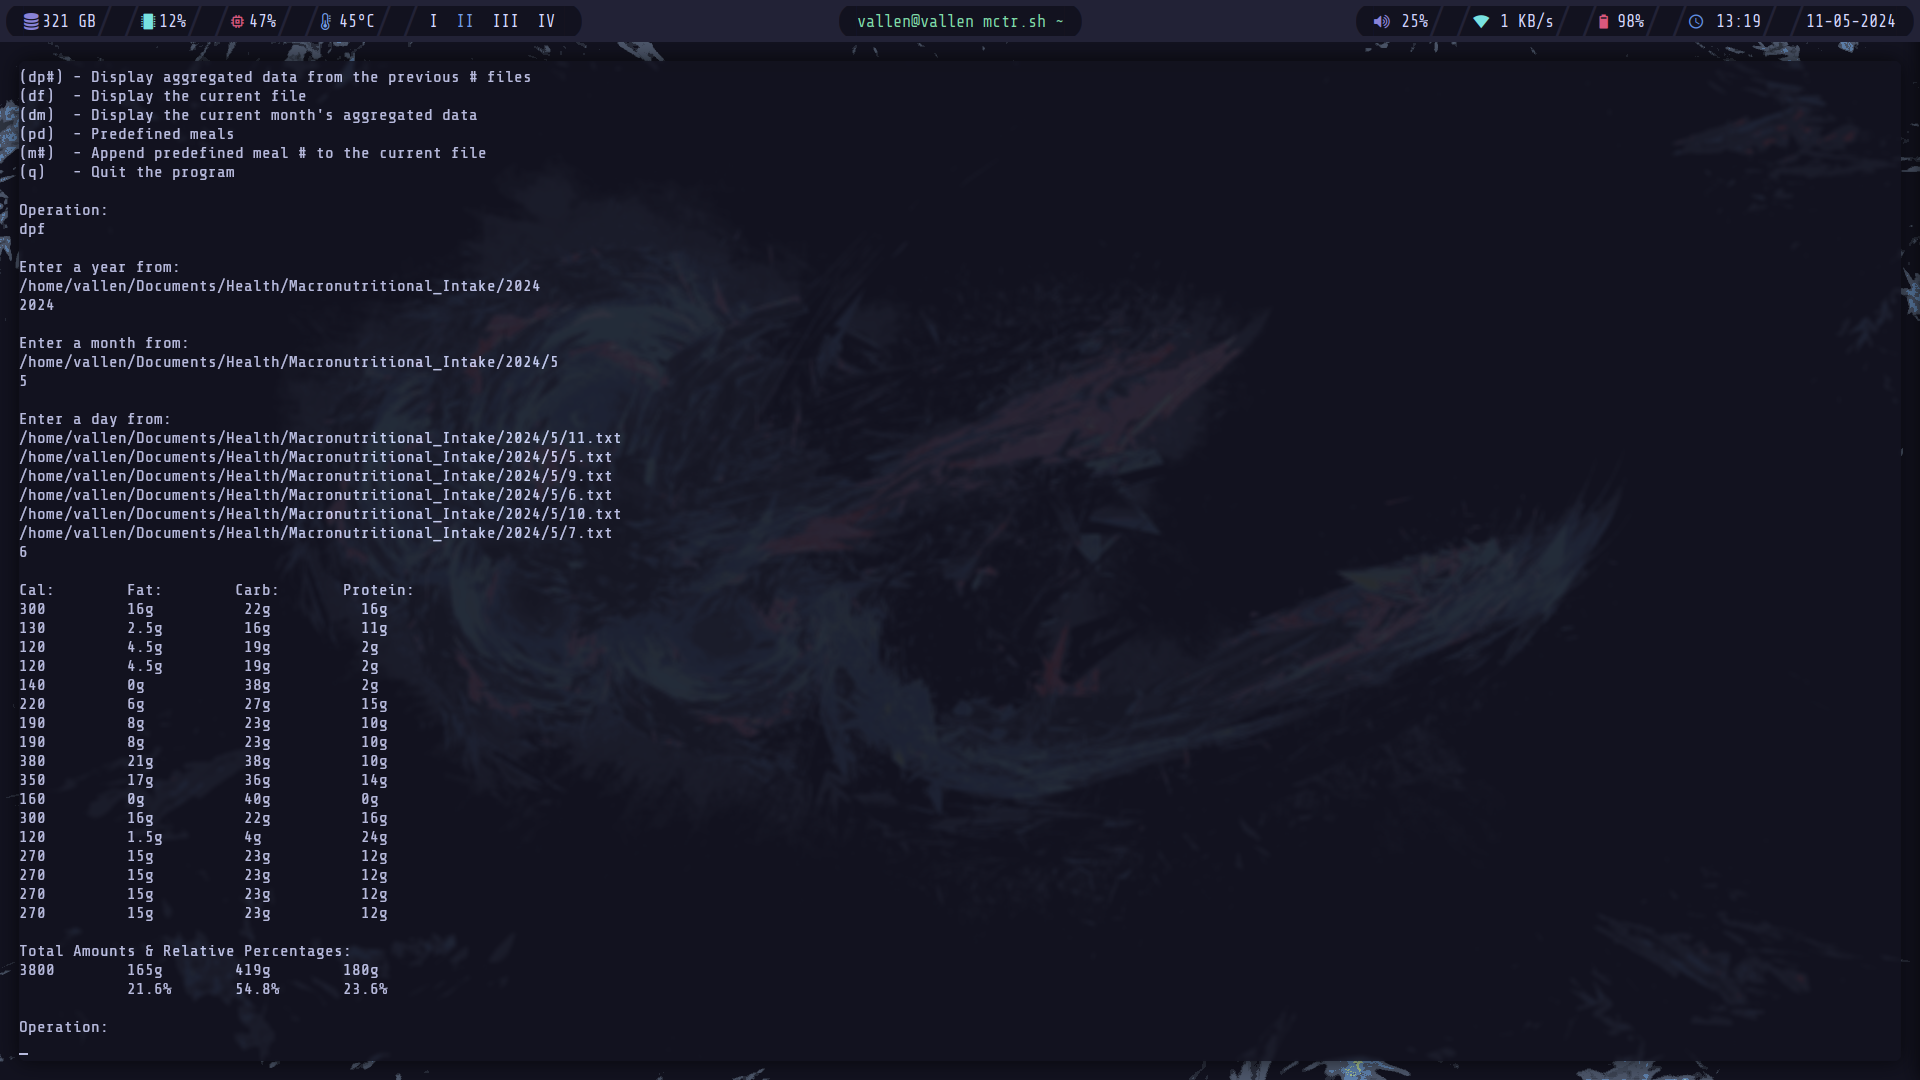 321 GB 12% 47% 45°C I II III IV vallen@vallen mctr.sh ~ 25% 1 KB/s 98% 13:19 11-05-2024
(dp#) - Display aggregated data from the previous # files
(df)  - Display the current file
(dm)  - Display the current month's aggregated data
(pd)  - Predefined meals
(m#)  - Append predefined meal # to the current file
(q)   - Quit the program
Operation:
dpf
Enter a year from:
/home/vallen/Documents/Health/Macronutritional_Intake/2024
2024
Enter a month from:
/home/vallen/Documents/Health/Macronutritional_Intake/2024/5
5
Enter a day from:
/home/vallen/Documents/Health/Macronutritional_Intake/2024/5/11.txt
/home/vallen/Documents/Health/Macronutritional_Intake/2024/5/5.txt
/home/vallen/Documents/Health/Macronutritional_Intake/2024/5/9.txt
/home/vallen/Documents/Health/Macronutritional_Intake/2024/5/6.txt
/home/vallen/Documents/Health/Macronutritional_Intake/2024/5/10.txt
/home/vallen/Documents/Health/Macronutritional_Intake/2024/5/7.txt
6
Cal:        Fat:        Carb:       Protein:
300         16g          22g          16g
130         2.5g         16g          11g
120         4.5g         19g          2g
120         4.5g         19g          2g
140         0g           38g          2g
220         6g           27g          15g
190         8g           23g          10g
190         8g           23g          10g
380         21g          38g          10g
350         17g          36g          14g
160         0g           40g          0g
300         16g          22g          16g
120         1.5g         4g           24g
270         15g          23g          12g
270         15g          23g          12g
270         15g          23g          12g
270         15g          23g          12g
Total Amounts & Relative Percentages:
3800        165g        419g        180g
            21.6%       54.8%       23.6%
Operation:
_